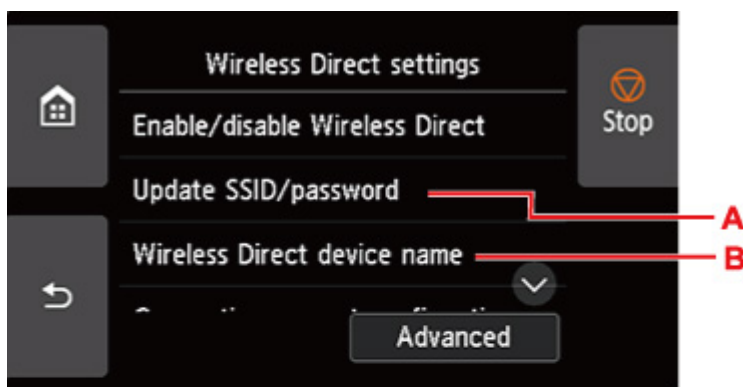 Wireless Direct settings
Enable/disable Wireless Direct
Stop
Update SSID/password
A
Wireless Direct device name
B
Advanced